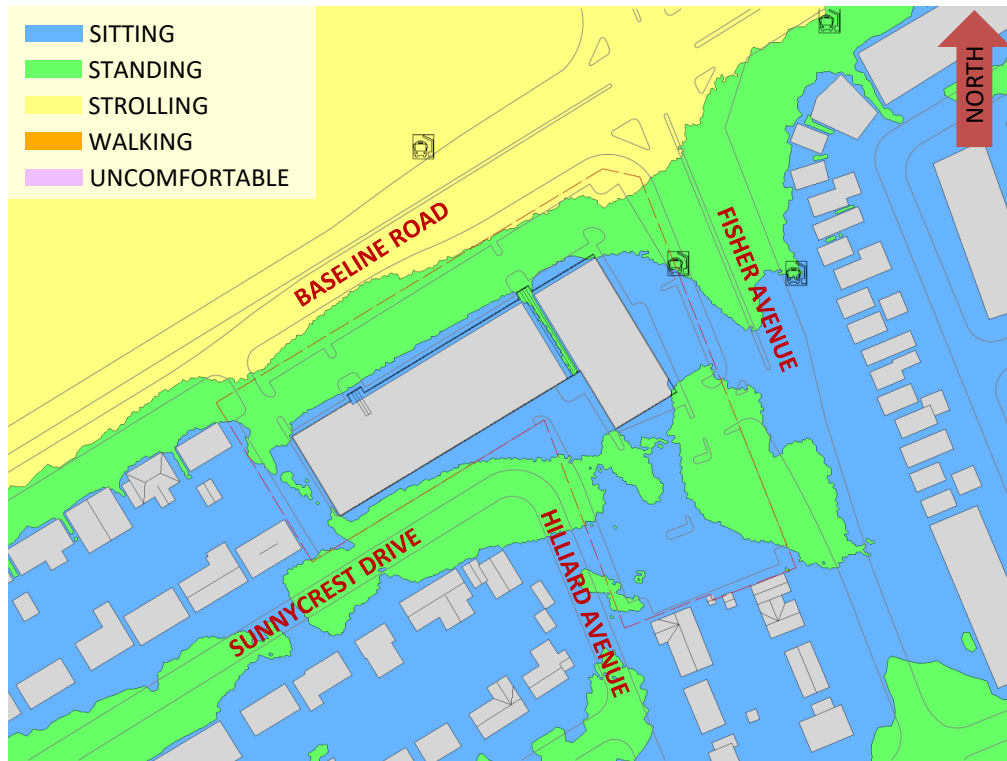 SITTING
STANDING
STROLLING
WALKING
UNCOMFORTABLE
NORTH
BASELINE ROAD
FISHER AVENUE
SUNNYCREST DRIVE
HILLIARD AVENUE